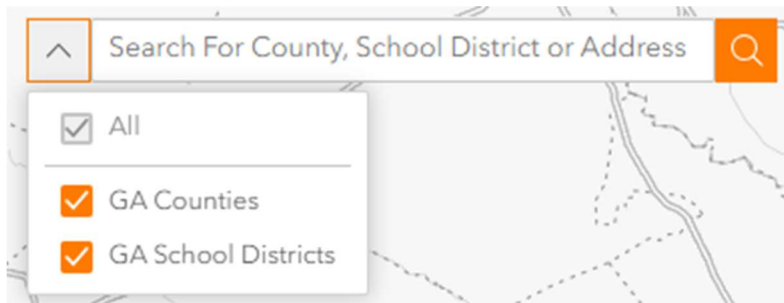 Search For County, School District or Address
All
GA Counties
GA School Districts